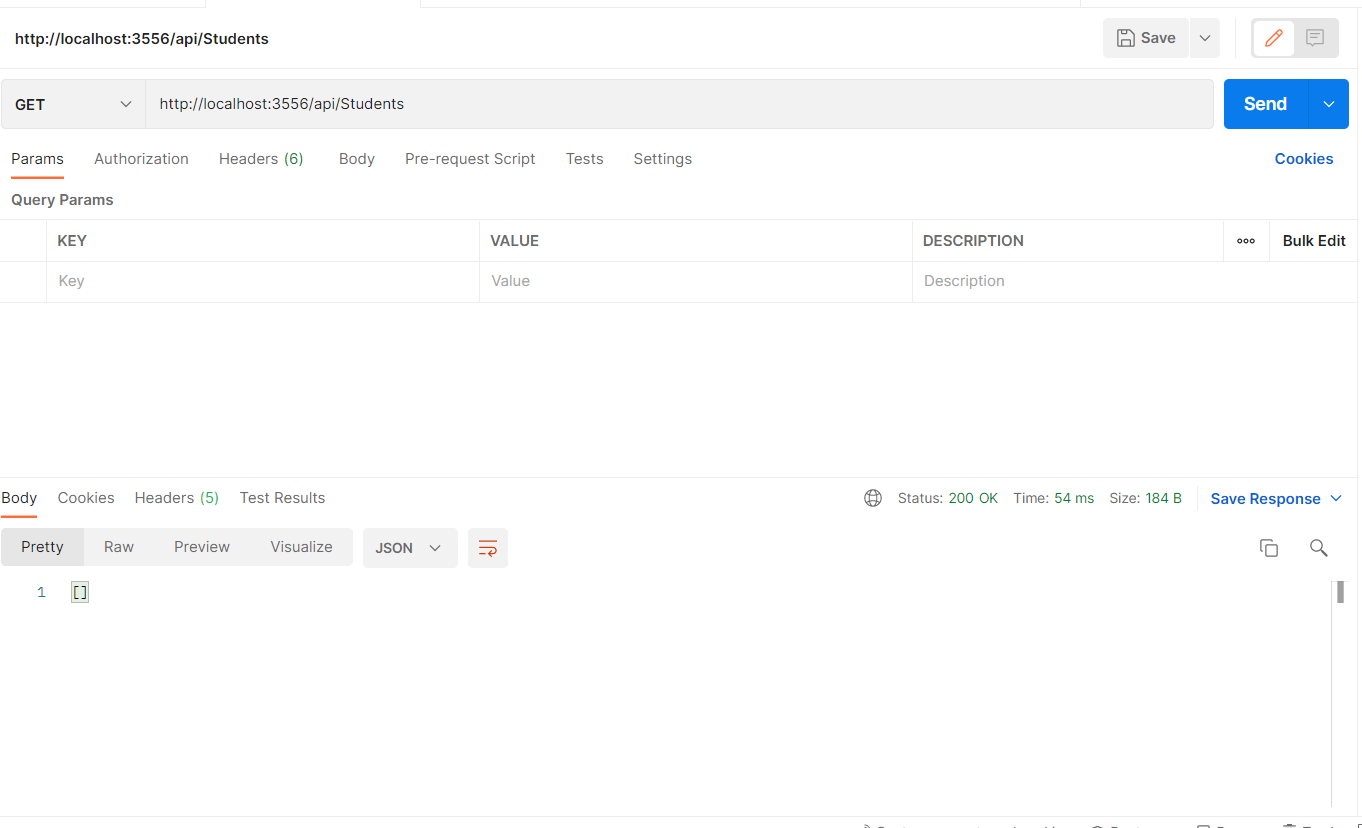 http://localhost:3556/api/Students
Save
GET http://localhost:3556/api/Students Send
Params Authorization Headers (6) Body Pre-request Script Tests Settings Cookies
Query Params
KEY VALUE DESCRIPTION ooo Bulk Edit
Key Value Description
Body Cookies Headers (5) Test Results Status: 200 OK Time: 54 ms Size: 184 B Save Response
Pretty Raw Preview Visualize JSON
1 []